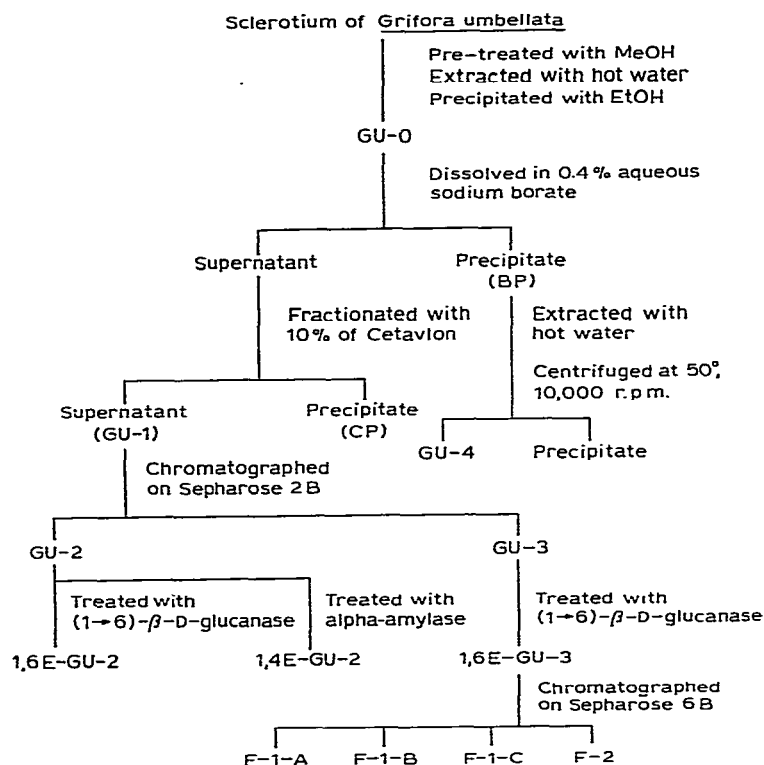 Sclerotium of Grifora umbellata
Pre-treated with MeOH
Extracted with hot water
Precipitated with EtOH
GU-0
Dissolved in 0.4% aqueous
sodium borate
Supernatant
Precipitate
(BP)
Fractionated with
10% of Cetavlon
Extracted with
hot water
Centrifuged at 50°,
10,000 r.p.m.
Supernatant
(GU-1)
Precipitate
(CP)
GU-4
Precipitate
Chromatographed
on Sepharose 2B
GU-2
GU-3
Treated with
(1→6)-β-D-glucanase
Treated with
alpha-amylase
Treated with
(1→6)-β-D-glucanase
1,6E-GU-2
1,4E-GU-2
1,6E-GU-3
Chromatographed
on Sepharose 6B
F-1-A
F-1-B
F-1-C
F-2